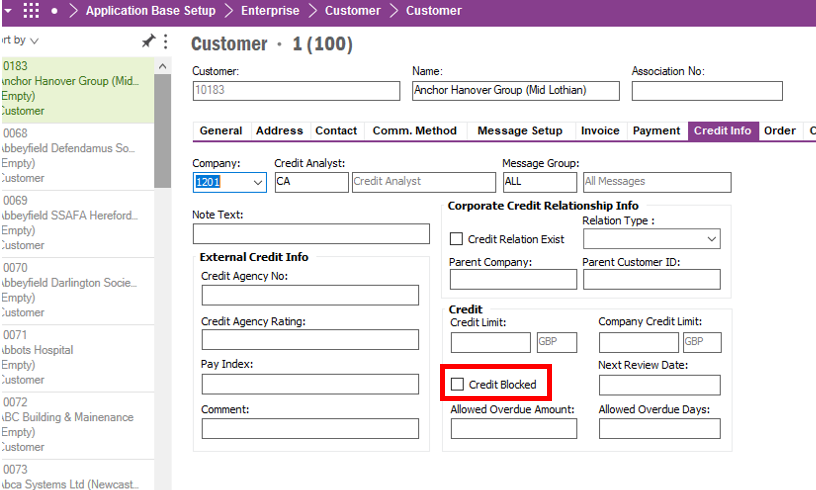 Application Base Setup > Enterprise > Customer > Customer
rt by
Customer · 1 (100)
0183
Anchor Hanover Group (Mid...
Empty)
Customer
0068
Abbeyfield Defendamus So...
Empty)
Customer
0069
Abbeyfield SSAFA Hereford...
Empty)
Customer
0070
Abbeyfield Darlington Socie...
Empty)
Customer
0071
Abbots Hospital
Empty)
Customer
0072
ABC Building & Mainenance
Empty)
Customer
0073
Abca Systems Ltd (Newcast...
Customer:
Name:
Association No:
10183
Anchor Hanover Group (Mid Lothian)
General Address Contact Comm. Method Message Setup Invoice Payment Credit Info Order C
Company:
Credit Analyst:
Message Group:
1201
CA
Credit Analyst
ALL
All Messages
Note Text:
External Credit Info
Credit Agency No:
Credit Agency Rating:
Pay Index:
Comment:
Corporate Credit Relationship Info
Relation Type :
Credit Relation Exist
Parent Company:
Parent Customer ID:
Credit
Credit Limit:
Company Credit Limit:
GBP
GBP
Next Review Date:
Credit Blocked
Allowed Overdue Amount:
Allowed Overdue Days: